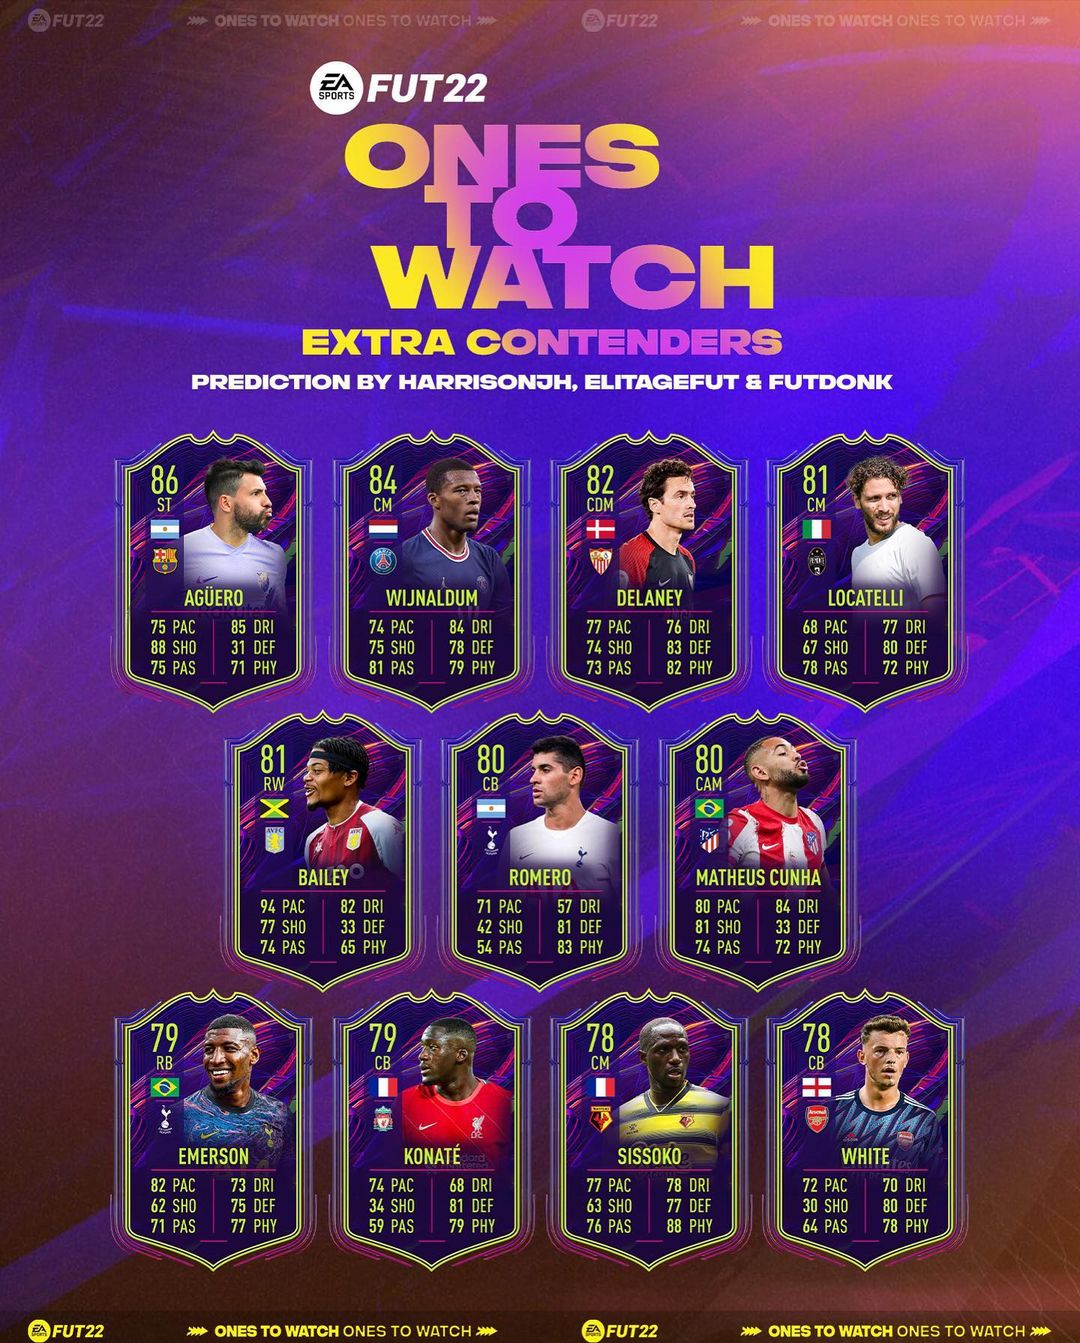 EA SPORTS FUT22 ONES TO WATCH ONES TO WATCH EA SPORTS FUT22 ONES TO WATCH ONES TO WATCH
EA SPORTS FUT22
ONES
TO
WATCH
EXTRA CONTENDERS
PREDICTION BY HARRISONJH, ELITAGEFUT & FUTDONK
86
ST
AGÜERO
75 PAC 85 DRI
88 SHO 31 DEF
75 PAS 71 PHY
84
CM
WIJNALDUM
74 PAC 84 DRI
75 SHO 78 DEF
81 PAS 79 PHY
82
CDM
DELANEY
77 PAC 76 DRI
74 SHO 83 DEF
73 PAS 82 PHY
81
CM
LOCATELLI
68 PAC 77 DRI
67 SHO 80 DEF
78 PAS 72 PHY
81
RW
AVFC
AVFC
BAILEY
94 PAC 82 DRI
77 SHO 33 DEF
74 PAS 65 PHY
80
CB
ROMERO
71 PAC 57 DRI
42 SHO 81 DEF
54 PAS 83 PHY
80
CAM
MATHEUS CUNHA
80 PAC 84 DRI
81 SHO 33 DEF
74 PAS 72 PHY
79
RB
EMERSON
82 PAC 73 DRI
62 SHO 75 DEF
71 PAS 77 PHY
79
CB
KONATÉ
74 PAC 68 DRI
34 SHO 81 DEF
59 PAS 79 PHY
78
CM
SISSOKO
77 PAC 78 DRI
63 SHO 77 DEF
76 PAS 88 PHY
78
CB
Arsenal
WHITE
72 PAC 70 DRI
30 SHO 80 DEF
64 PAS 78 PHY
EA SPORTS FUT22 ONES TO WATCH ONES TO WATCH EA SPORTS FUT22 ONES TO WATCH ONES TO WATCH